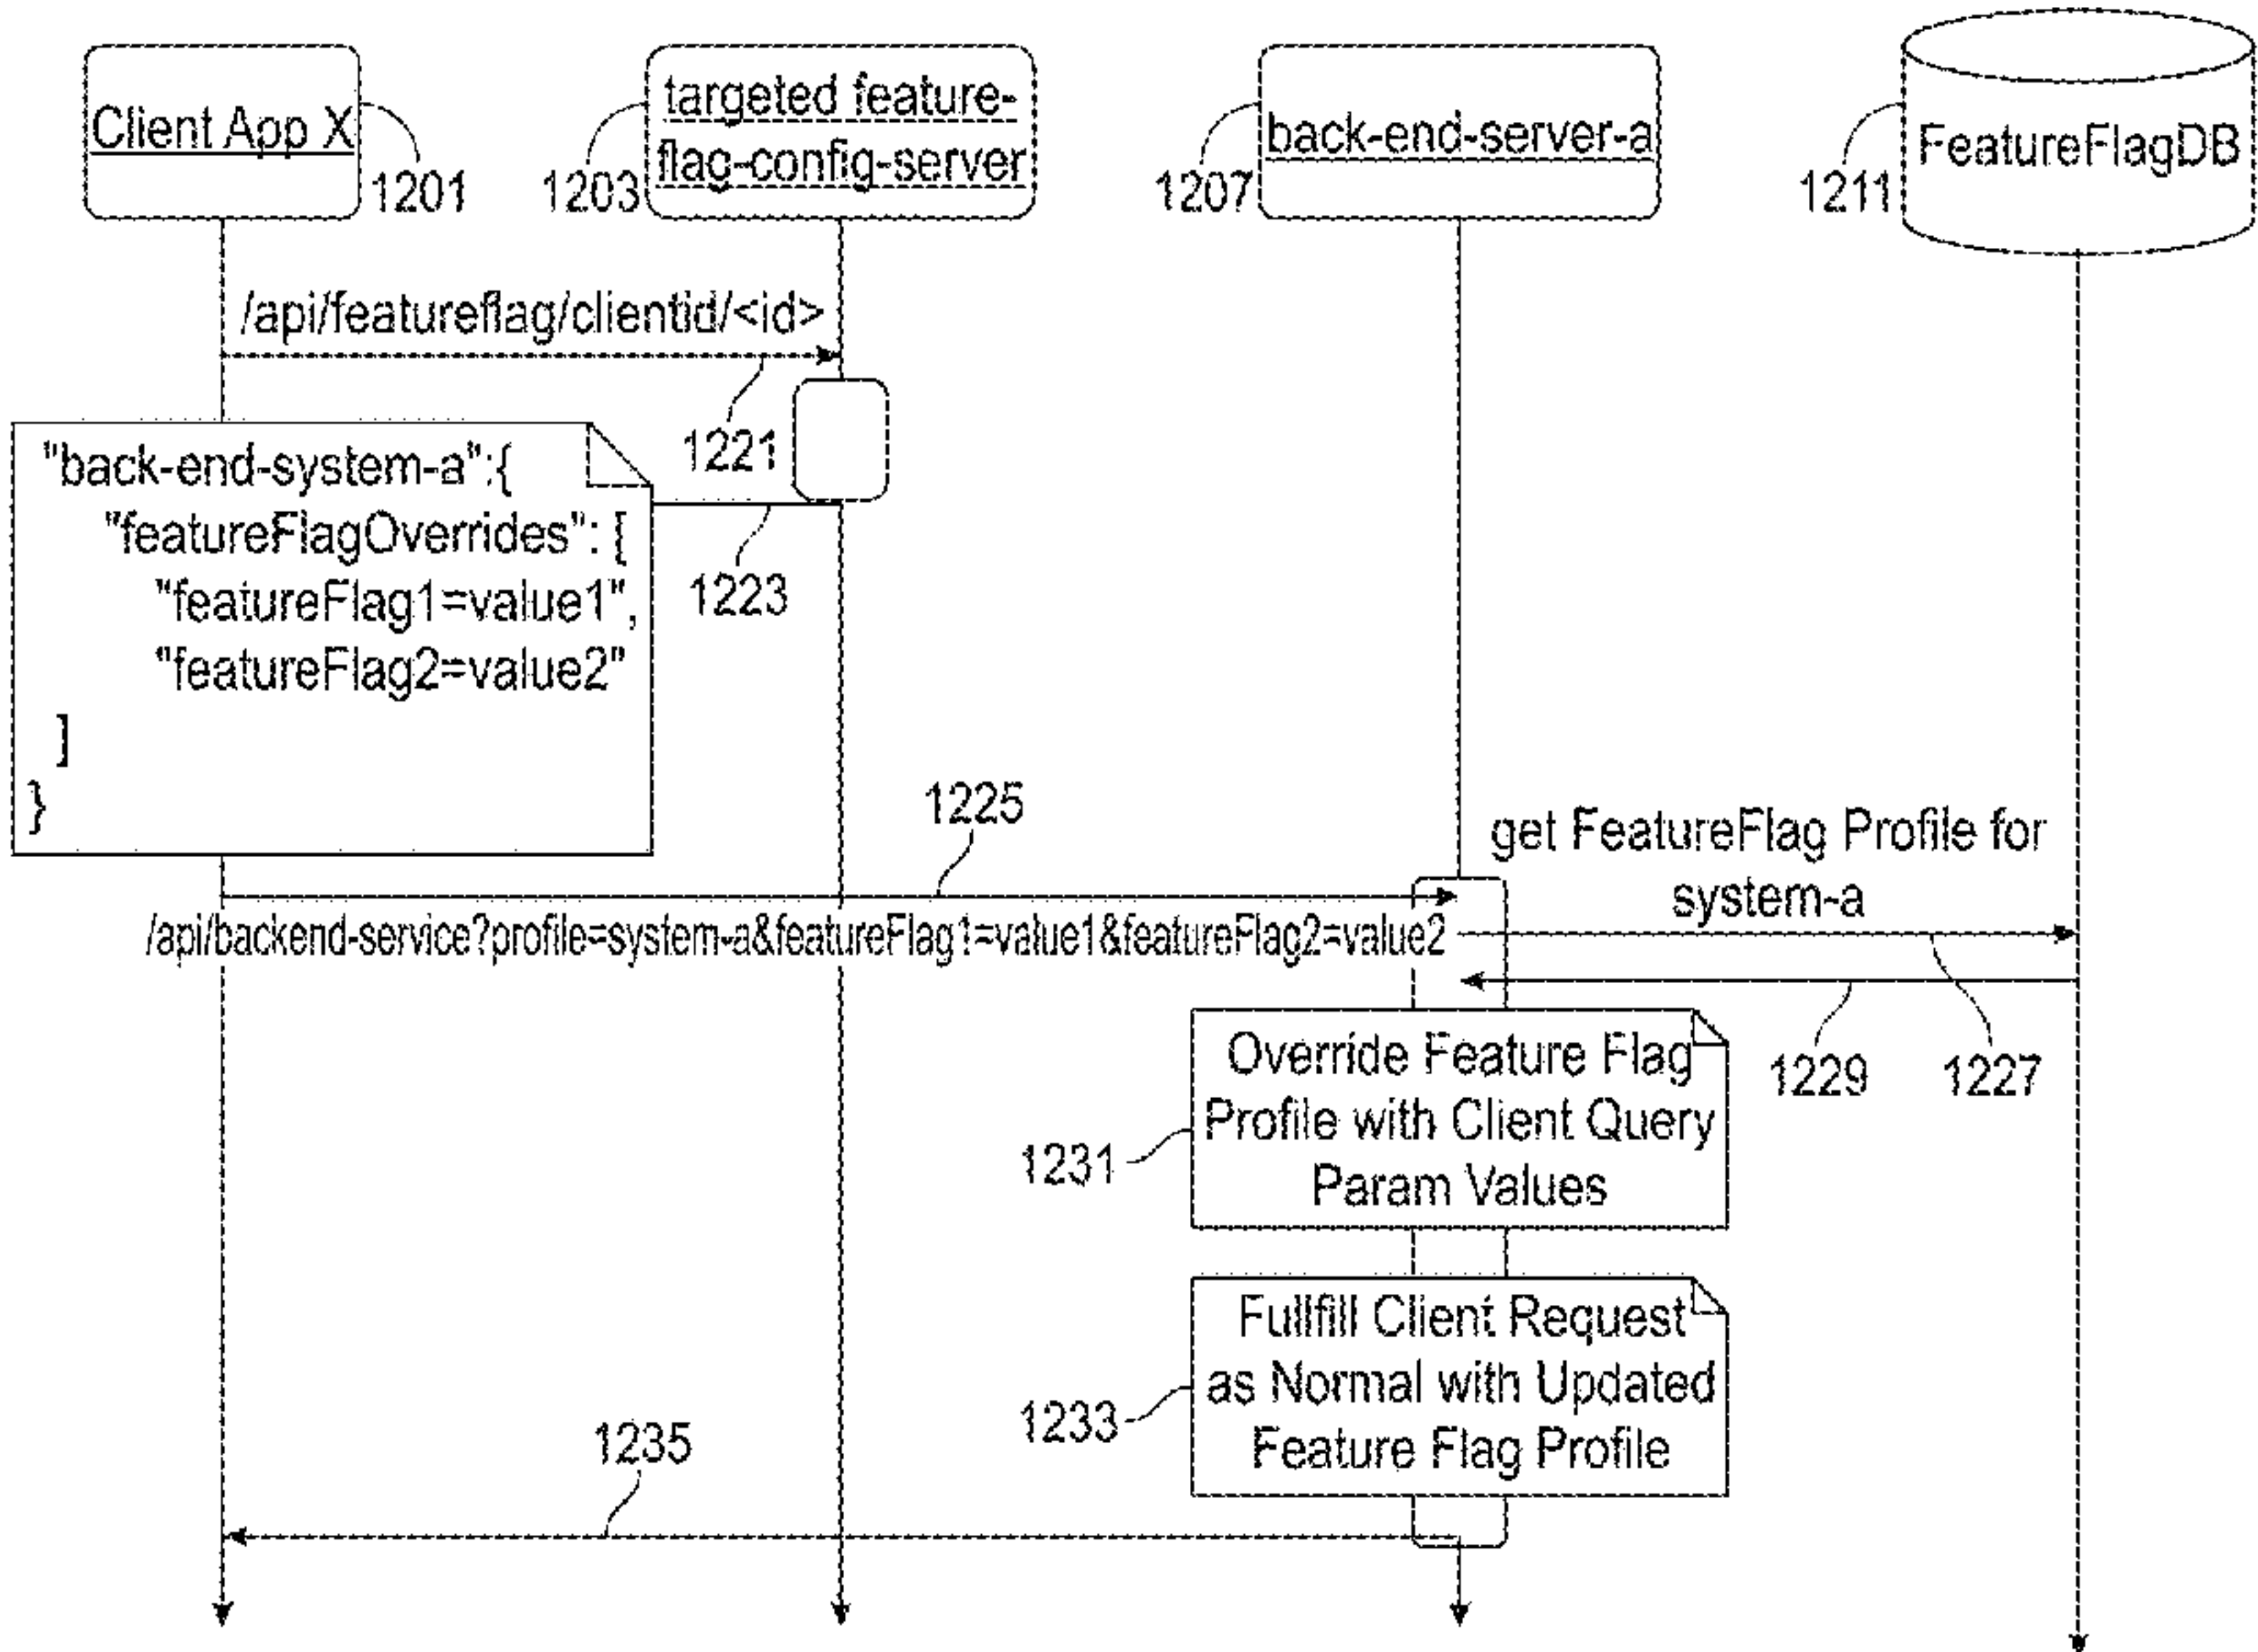 Client App X
1201
targeted feature-
flag-config-server
1203
back-end-server-a
1207
FeatureFlagDB
1211
/api/featureflag/clientid/<id>
1221
"back-end-system-a":{
"featureFlagOverrides": [
"featureFlag1=value1",
"featureFlag2=value2"
]
}
1223
1225
/api/backend-service?profile=system-a&featureFlag1=value1&featureFlag2=value2
get FeatureFlag Profile for
system-a
1229
1227
Override Feature Flag
Profile with Client Query
Param Values
1231
Fullfill Client Request
as Normal with Updated
Feature Flag Profile
1233
1235